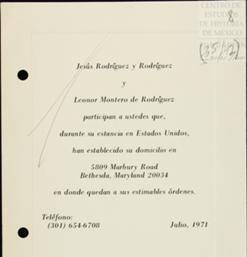 CENTRO DE
ESTUDIOS
DE HISTORIA
DE MEXICO
Jesús Rodríguez y Rodríguez
y
Leonor Montero de Rodríguez
participan a ustedes que,
durante su estancia en Estados Unidos,
han establecido su domicilio en
5809 Marbury Road
Bethesda, Maryland 20034
en donde quedan a sus estimables órdenes.
Teléfono:
(301) 654-6708 Julio, 1971